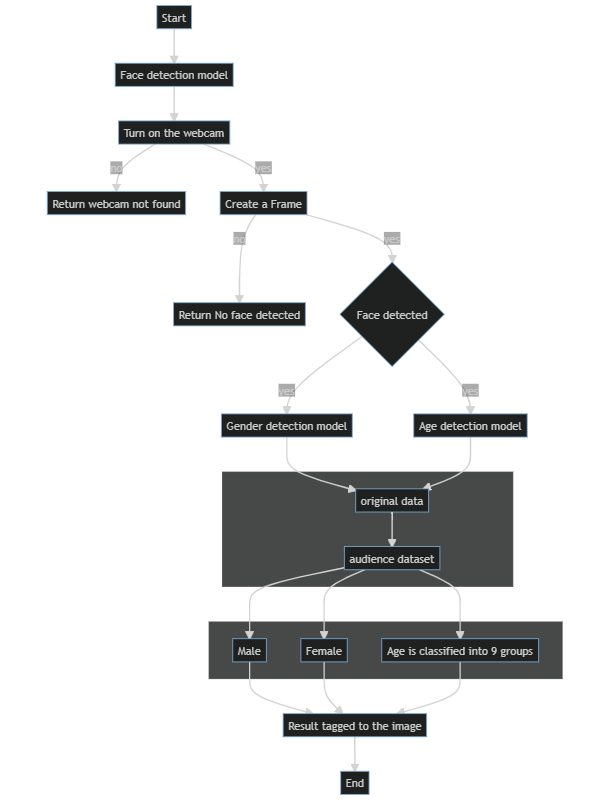 Start
Face detection model
Turn on the webcam
no
yes
Return webcam not found
Create a Frame
no
yes
Return No face detected
Face detected
yes
yes
Gender detection model
Age detection model
original data
audience dataset
Male
Female
Age is classified into 9 groups
Result tagged to the image
End